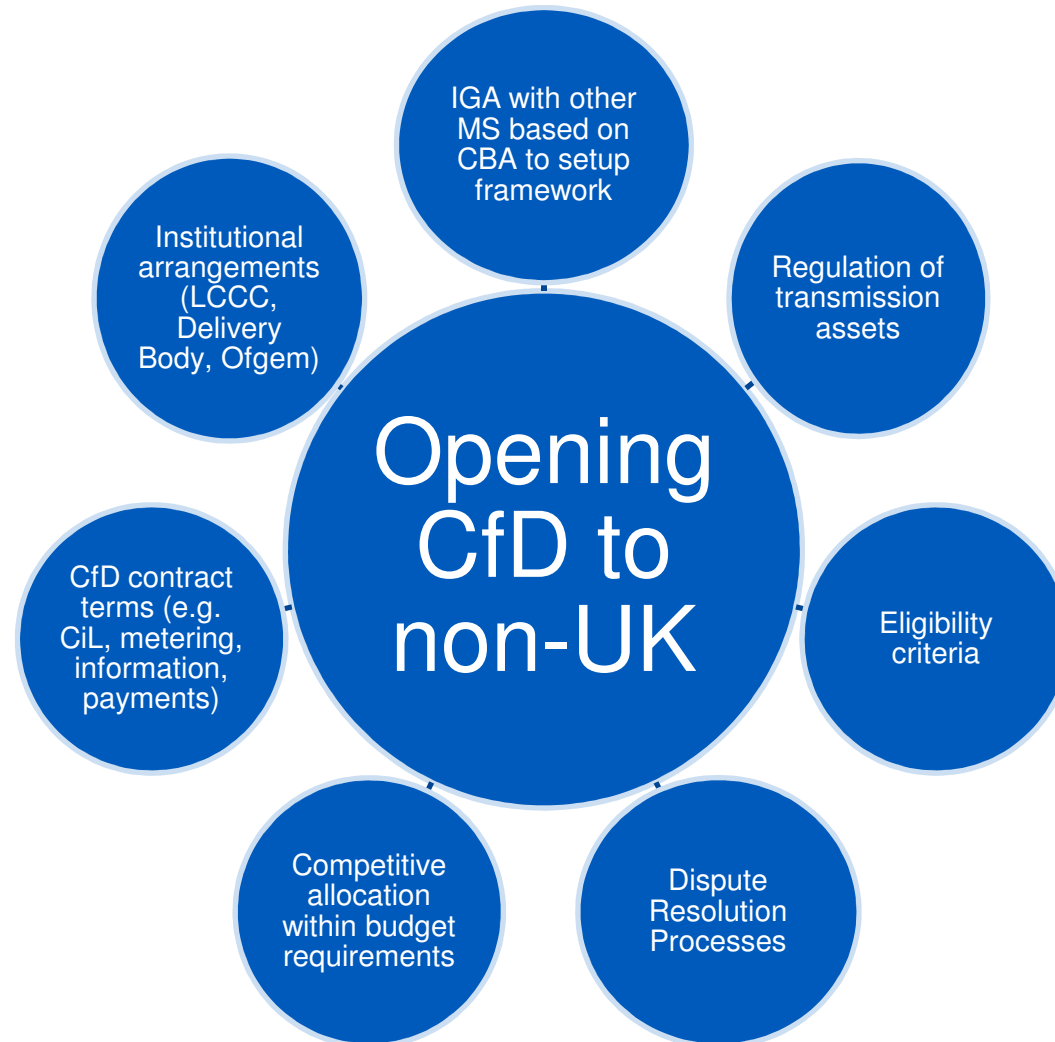 IGA with other
MS based on
CBA to setup
framework
Regulation of
transmission
assets
Eligibility
criteria
Dispute
Resolution
Processes
Competitive
allocation
within budget
requirements
CfD contract
terms (e.g.
CiL, metering,
information,
payments)
Institutional
arrangements
(LCCC,
Delivery
Body, Ofgem)
Opening
CfD to
non-UK